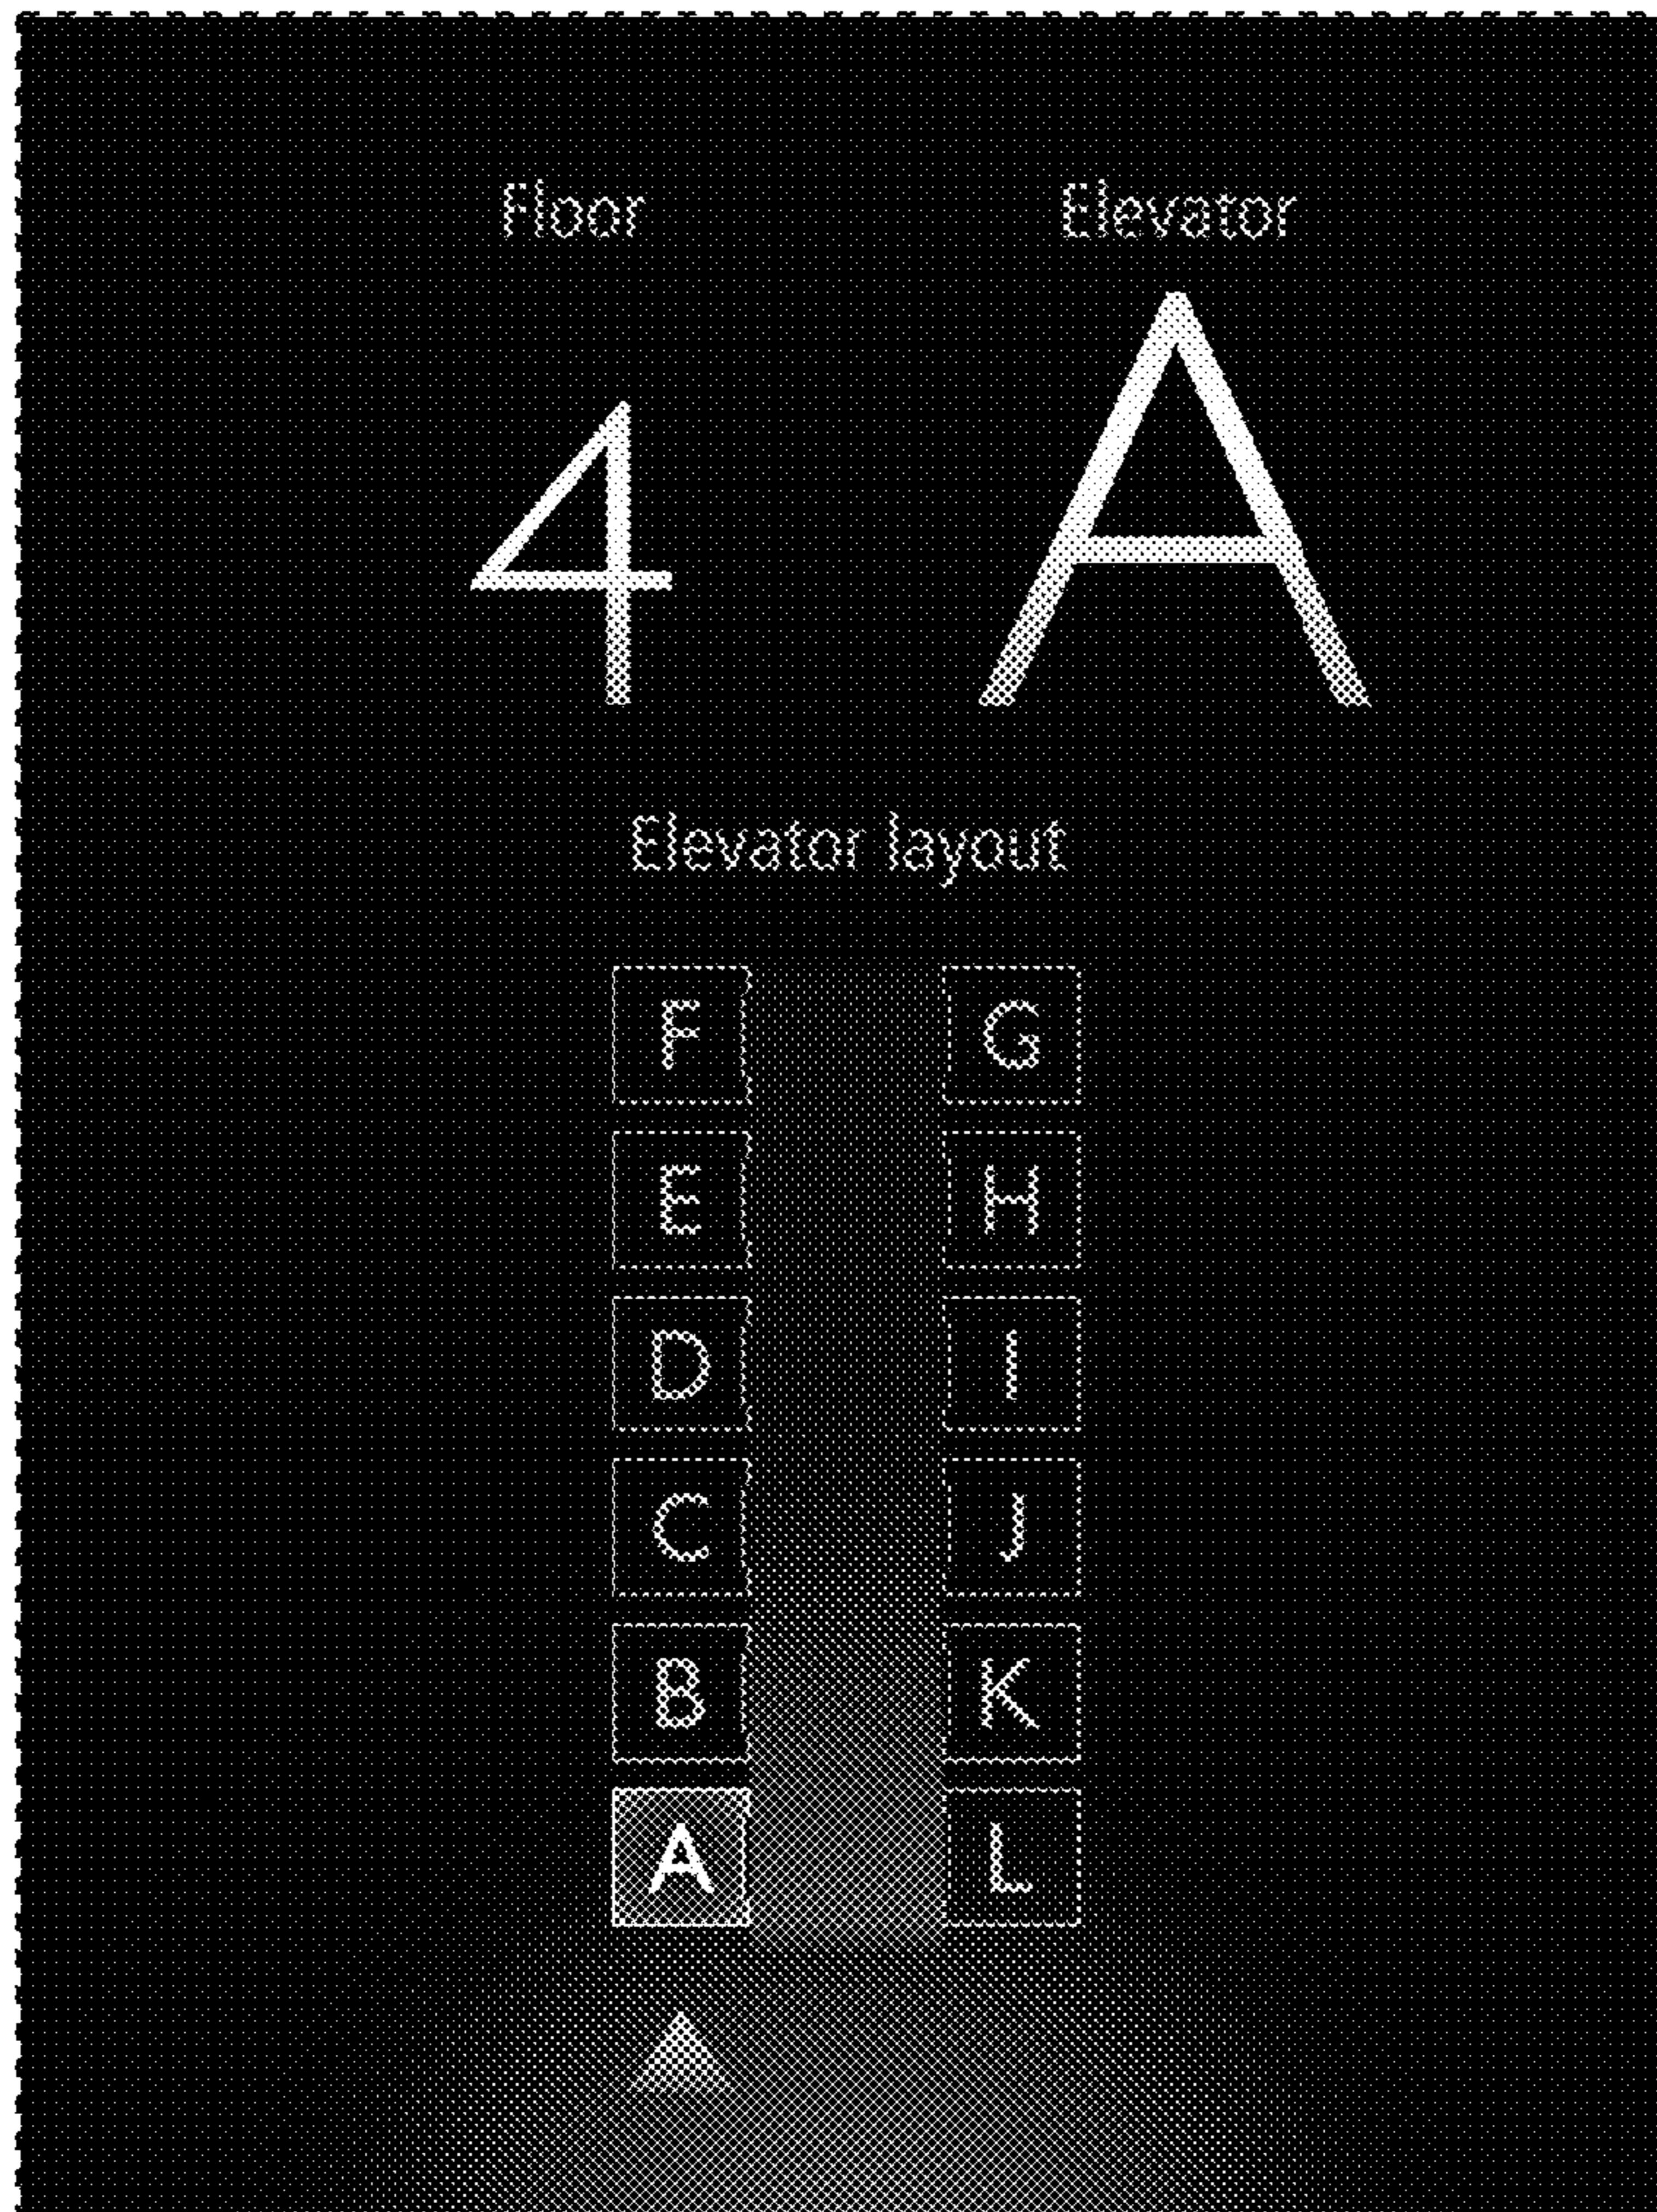 Floor Elevator
4 A
Elevator layout
F G
E H
D I
C J
B K
A L